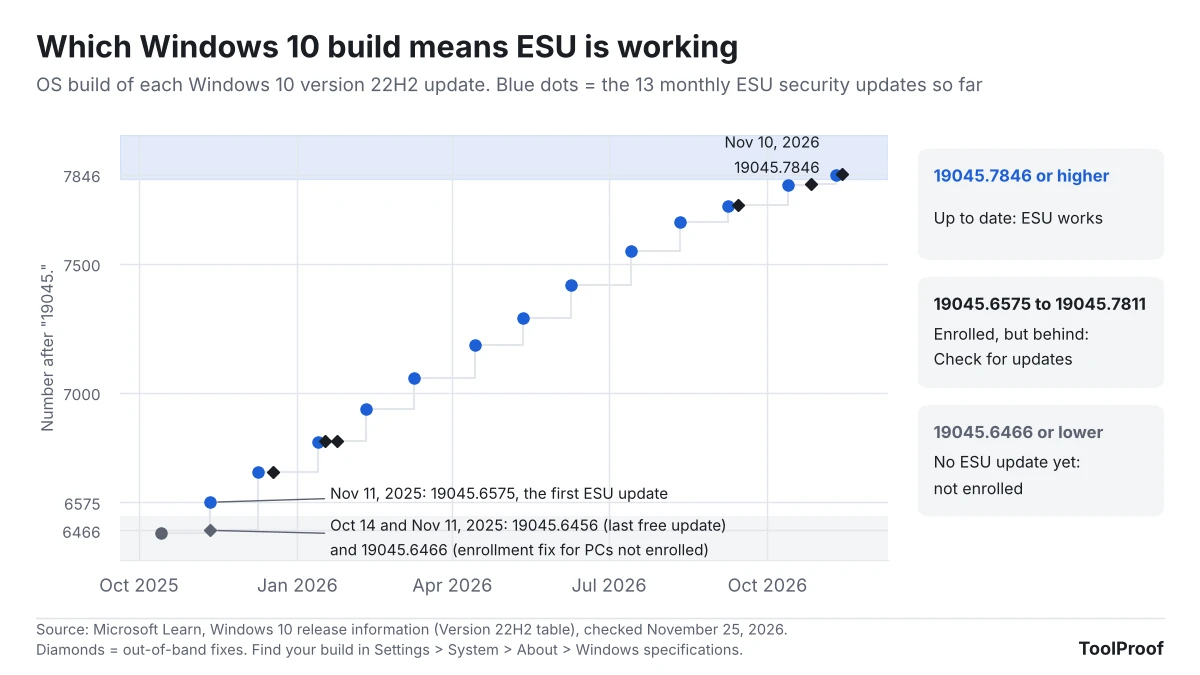 Which Windows 10 build means ESU is working
OS build of each Windows 10 version 22H2 update. Blue dots = the 13 monthly ESU security updates so far
Number after "19045."
7846
7500
7000
6575
6466
Nov 10, 2026
19045.7846
Nov 11, 2025: 19045.6575, the first ESU update
Oct 14 and Nov 11, 2025: 19045.6456 (last free update)
and 19045.6466 (enrollment fix for PCs not enrolled)
Oct 2025
Jan 2026
Apr 2026
Jul 2026
Oct 2026
19045.7846 or higher
Up to date: ESU works
19045.6575 to 19045.7811
Enrolled, but behind:
Check for updates
19045.6466 or lower
No ESU update yet:
not enrolled
Source: Microsoft Learn, Windows 10 release information (Version 22H2 table), checked November 25, 2026.
Diamonds = out-of-band fixes. Find your build in Settings > System > About > Windows specifications.
ToolProof